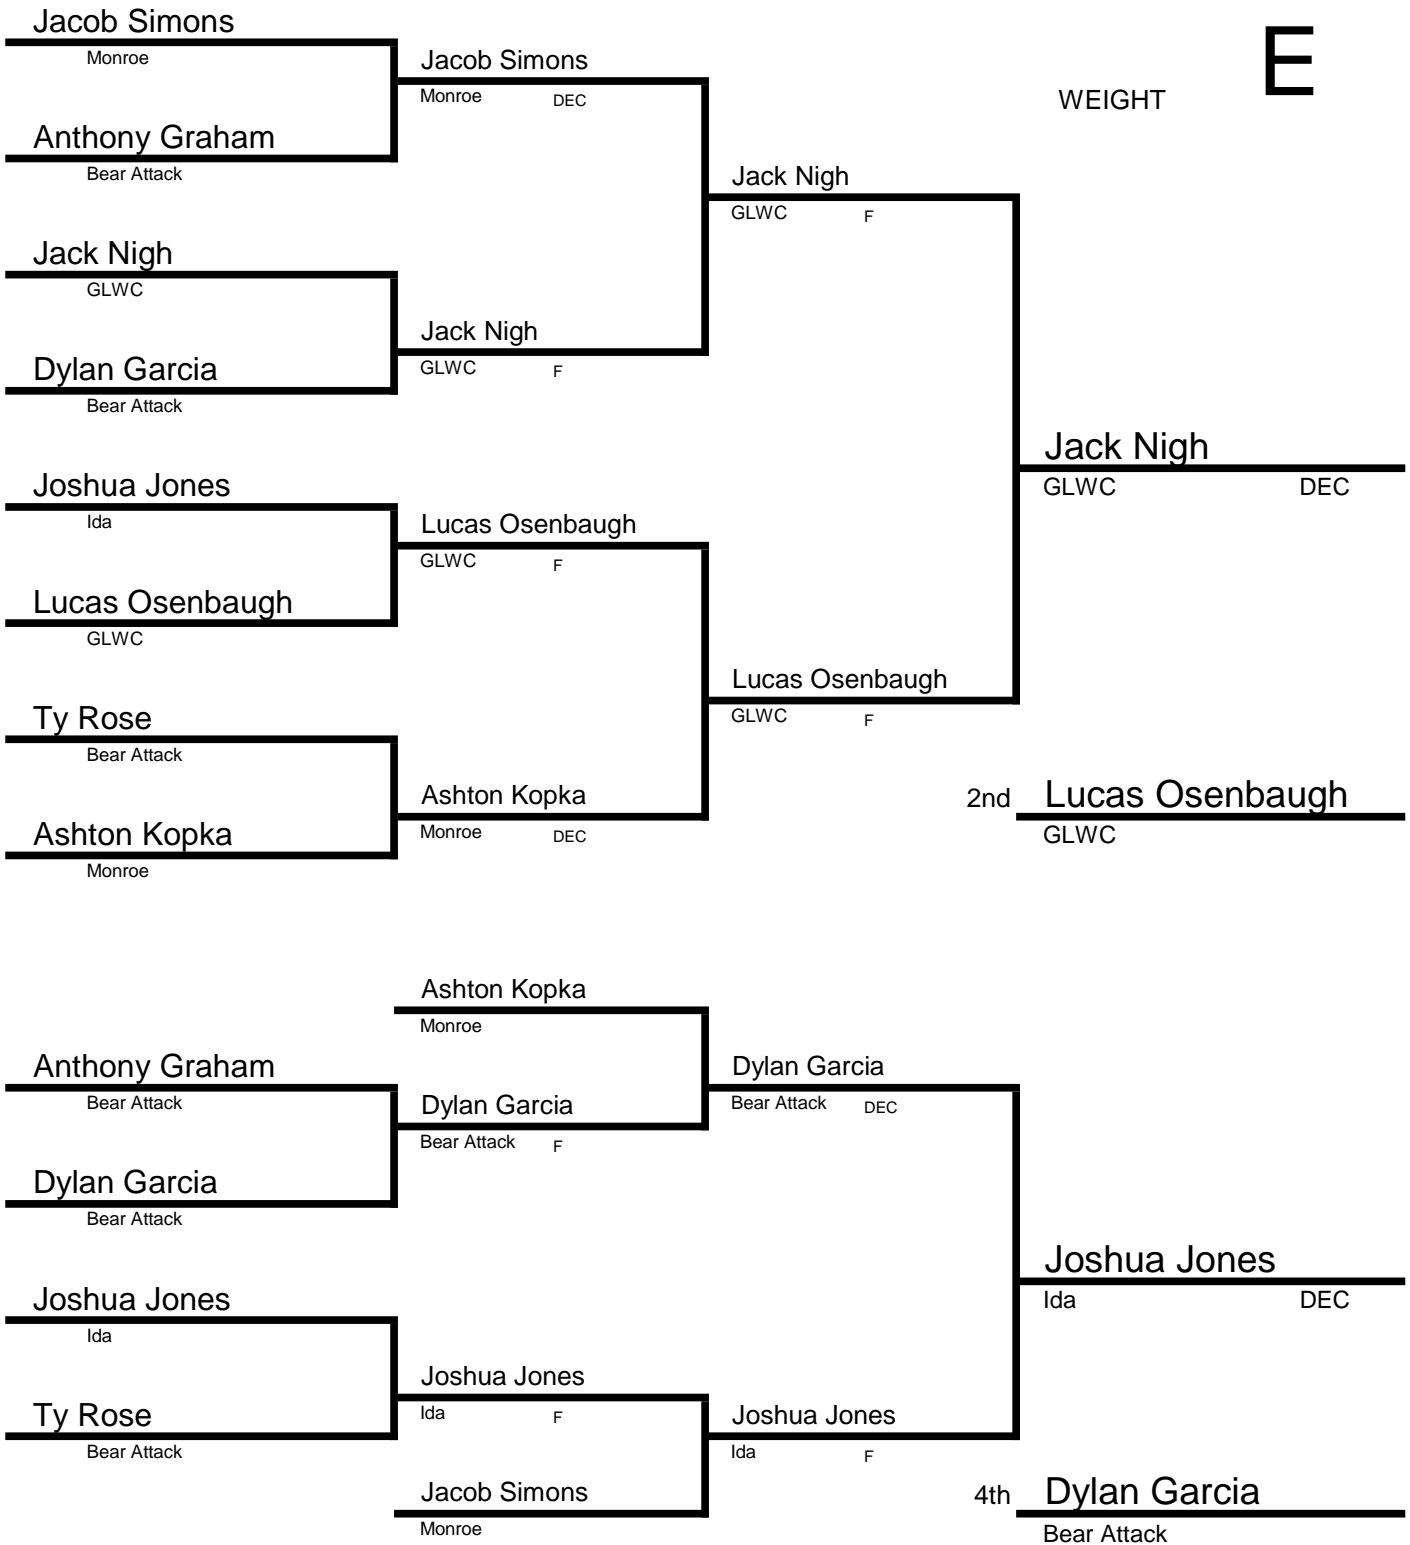 Jacob Simons
Monroe
Jacob Simons
Monroe DEC
E
WEIGHT
Anthony Graham
Bear Attack
Jack Nigh
GLWC F
Jack Nigh
GLWC
Jack Nigh
GLWC F
Dylan Garcia
Bear Attack
Jack Nigh
GLWC DEC
Joshua Jones
Ida
Lucas Osenbaugh
GLWC F
Lucas Osenbaugh
GLWC
Lucas Osenbaugh
GLWC F
Ty Rose
Bear Attack
Ashton Kopka
Monroe DEC
2nd Lucas Osenbaugh
GLWC
Ashton Kopka
Monroe
Ashton Kopka
Monroe
Anthony Graham
Bear Attack
Dylan Garcia
Bear Attack DEC
Dylan Garcia
Bear Attack F
Dylan Garcia
Bear Attack
Joshua Jones
Ida DEC
Joshua Jones
Ida
Joshua Jones
Ida F
Ty Rose
Bear Attack
Joshua Jones
Ida F
Jacob Simons
Monroe
4th Dylan Garcia
Bear Attack